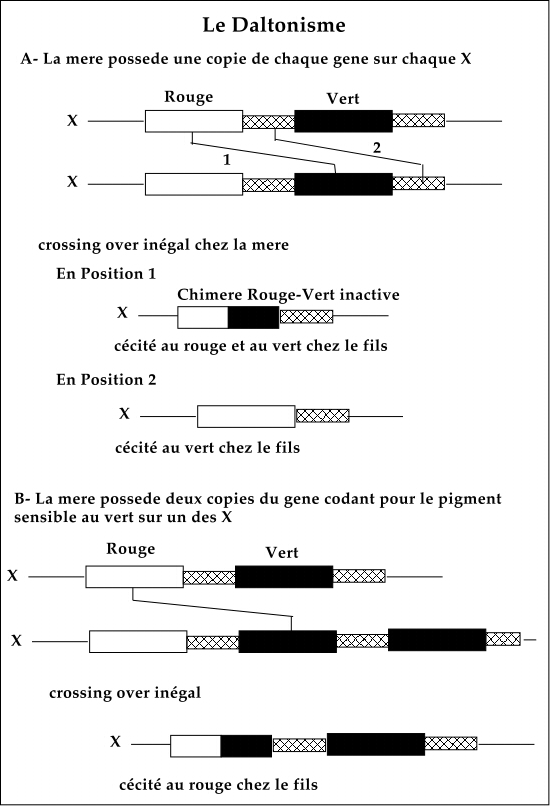 Le Daltonisme
A- La mere possede une copie de chaque gene sur chaque X
Rouge Vert
X
1 2
X
crossing over inégal chez la mere
En Position 1
Chimere Rouge-Vert inactive
X
cécité au rouge et au vert chez le fils
En Position 2
X
cécité au vert chez le fils
B- La mere possede deux copies du gene codant pour le pigment
sensible au vert sur un des X
Rouge Vert
X
X
crossing over inégal
X
cécité au rouge chez le fils